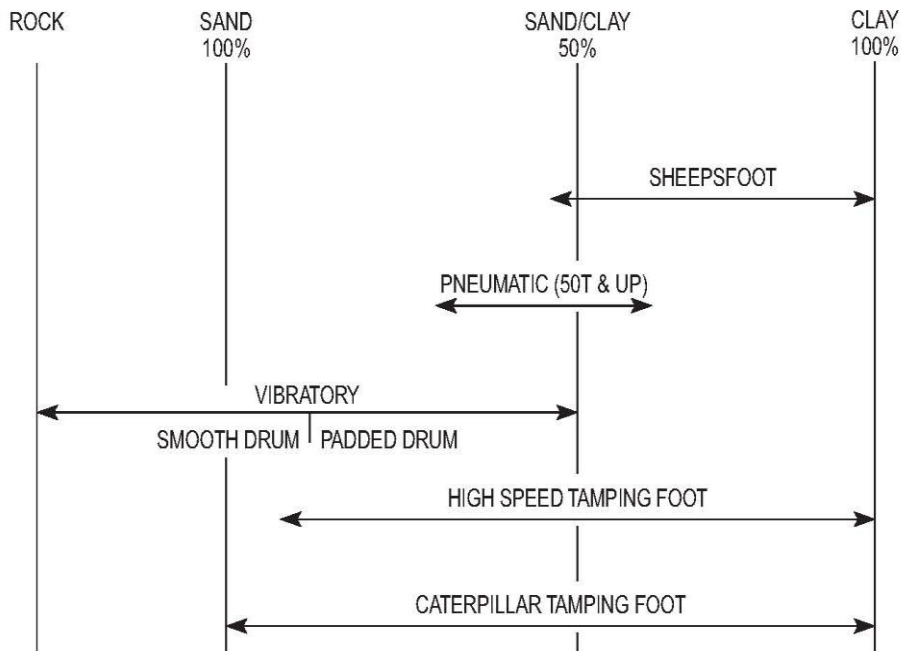 ROCK
SAND
100%
SAND/CLAY
50%
CLAY
100%
SHEEPSFOOT
PNEUMATIC (50T & UP)
VIBRATORY
SMOOTH DRUM
PADDED DRUM
HIGH SPEED TAMPING FOOT
CATERPILLAR TAMPING FOOT